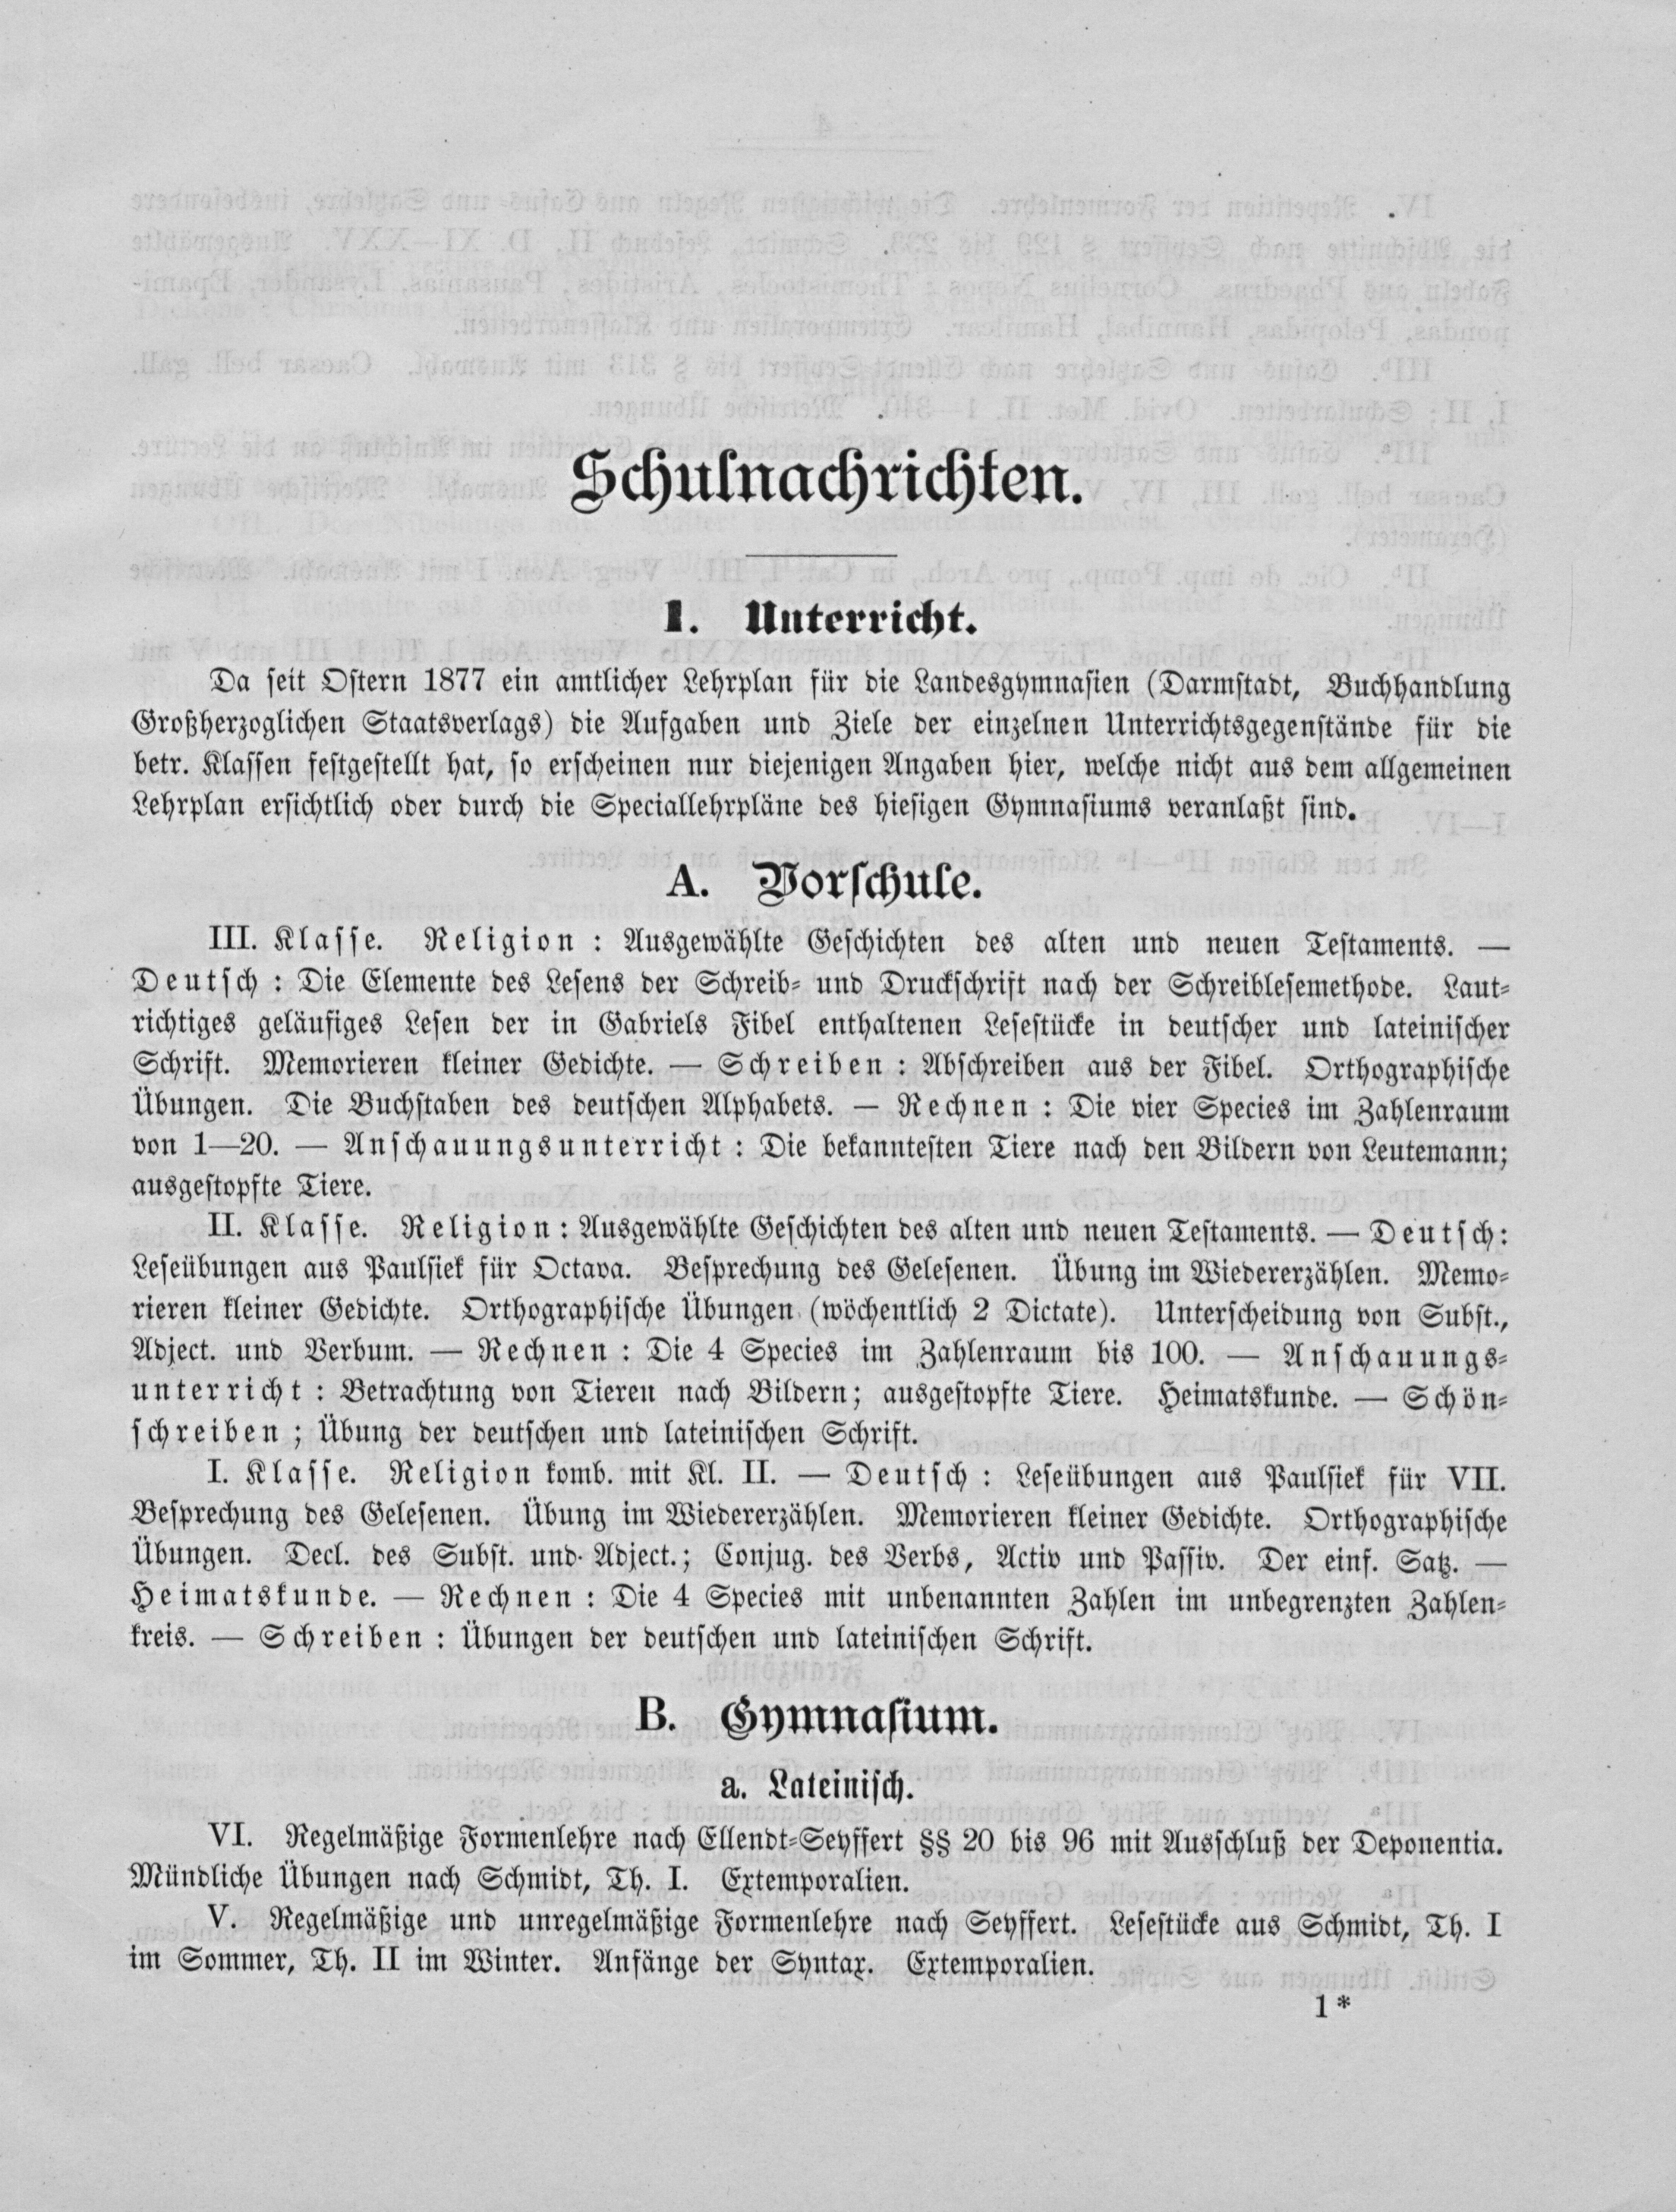 Schulnachrichten.
I. Unterricht.
Da seit Ostern 1877 ein amtlicher Lehrplan für die Landesgymnasien (Darmstadt, Buchhandlung
Großherzoglichen Staatsverlags) die Aufgaben und Ziele der einzelnen Unterrichtsgegenstände für die
betr. Klassen festgestellt hat, so erscheinen nur diejenigen Angaben hier, welche nicht aus dem allgemeinen
Lehrplan ersichtlich oder durch die Speciallehrpläne des hiesigen Gymnasiums veranlaßt sind.
A. Vorschule.
III. Klasse. Religion : Ausgewählte Geschichten des alten und neuen Testaments. —
Deutsch : Die Elemente des Lesens der Schreib- und Druckschrift nach der Schreiblesemethode. Laut-
richtiges geläufiges Lesen der in Gabriels Fibel enthaltenen Lesestücke in deutscher und lateinischer
Schrift. Memorieren kleiner Gedichte. — Schreiben : Abschreiben aus der Fibel. Orthographische
Übungen. Die Buchstaben des deutschen Alphabets. — Rechnen : Die vier Species im Zahlenraum
von 1—20. — Anschauungsunterricht : Die bekanntesten Tiere nach den Bildern von Leutemann;
ausgestopfte Tiere.
II. Klasse. Religion : Ausgewählte Geschichten des alten und neuen Testaments. — Deutsch :
Leseübungen aus Paulsiek für Octava. Besprechung des Gelesenen. Übung im Wiedererzählen. Memo-
rieren kleiner Gedichte. Orthographische Übungen (wöchentlich 2 Dictate). Unterscheidung von Subst.,
Adject. und Verbum. — Rechnen : Die 4 Species im Zahlenraum bis 100. — Anschauungs-
unterricht : Betrachtung von Tieren nach Bildern; ausgestopfte Tiere. Heimatskunde. — Schön-
schreiben ; Übung der deutschen und lateinischen Schrift.
I. Klasse. Religion komb. mit Kl. II. — Deutsch : Leseübungen aus Paulsiek für VII.
Besprechung des Gelesenen. Übung im Wiedererzählen. Memorieren kleiner Gedichte. Orthographische
Übungen. Decl. des Subst. und Adject.; Conjug. des Verbs, Activ und Passiv. Der einf. Satz. —
Heimatskunde. — Rechnen : Die 4 Species mit unbenannten Zahlen im unbegrenzten Zahlen-
kreis. — Schreiben : Übungen der deutschen und lateinischen Schrift.
B. Gymnasium.
a. Lateinisch.
VI. Regelmäßige Formenlehre nach Ellendt-Seyffert §§ 20 bis 96 mit Ausschluß der Deponentia.
Mündliche Übungen nach Schmidt, Th. I. Extemporalien.
V. Regelmäßige und unregelmäßige Formenlehre nach Seyffert. Lesestücke aus Schmidt, Th. I
im Sommer, Th. II im Winter. Anfänge der Syntax. Extemporalien.
1*